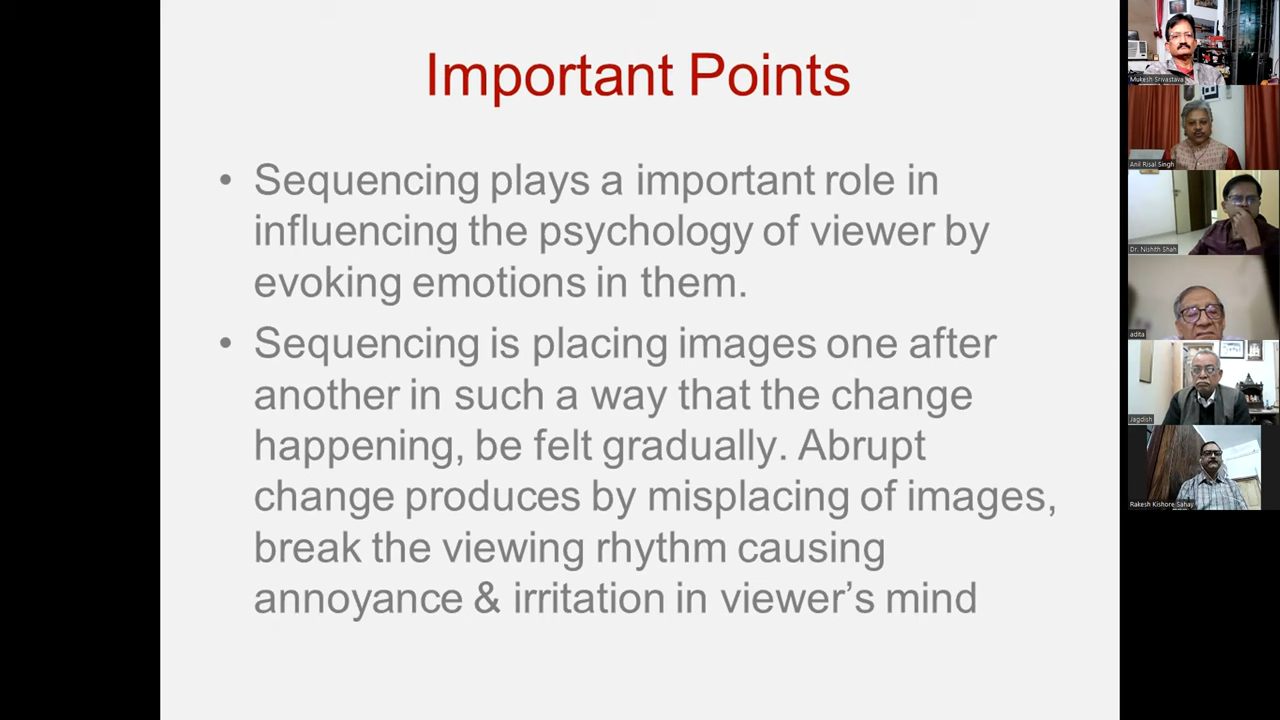 Important Points
• Sequencing plays a important role in
influencing the psychology of viewer by
evoking emotions in them.
• Sequencing is placing images one after
another in such a way that the change
happening, be felt gradually. Abrupt
change produces by misplacing of images,
break the viewing rhythm causing
annoyance & irritation in viewer’s mind
Mukesh Srivastava
Anil Risal Singh
Dr. Nishith Shah
adita
Jagdish
Rakesh Kishore Sahay